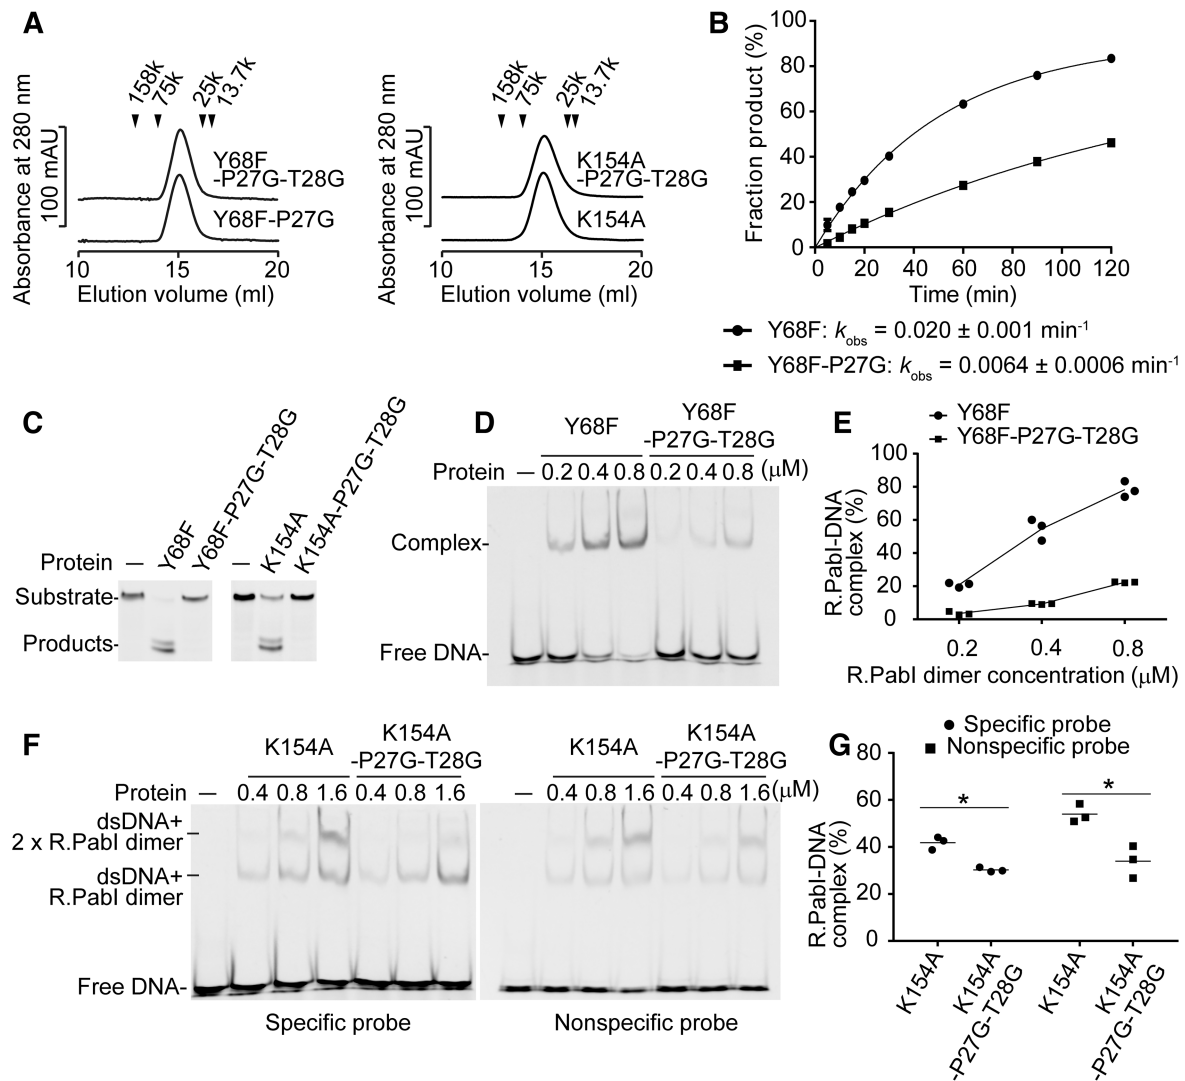 A
Absorbance at 280 nm
100 mAU
158k
75k
25k
13.7k
Y68F
-P27G-T28G
Y68F-P27G
10 15 20
Elution volume (ml)
Absorbance at 280 nm
100 mAU
158k
75k
25k
13.7k
K154A
-P27G-T28G
K154A
10 15 20
Elution volume (ml)
B
Fraction product (%)
100
80
60
40
20
0
0 20 40 60 80 100 120
Time (min)
Y68F: kobs = 0.020 ± 0.001 min-1
Y68F-P27G: kobs = 0.0064 ± 0.0006 min-1
C
Protein — Y68F Y68F-P27G-T28G — K154A K154A-P27G-T28G
Substrate-
Products-
D
Y68F
Y68F
-P27G-T28G
Protein — 0.2 0.4 0.8 0.2 0.4 0.8 (μM)
Complex-
Free DNA-
E
Y68F
Y68F-P27G-T28G
R.PabI-DNA
complex (%)
100
80
60
40
20
0
0.2 0.4 0.8
R.PabI dimer concentration (μM)
F
K154A
K154A
-P27G-T28G
K154A
K154A
-P27G-T28G
Protein — 0.4 0.8 1.6 0.4 0.8 1.6 — 0.4 0.8 1.6 0.4 0.8 1.6 (μM)
dsDNA+
2 x R.PabI dimer
dsDNA+
R.PabI dimer
Free DNA-
Specific probe
Nonspecific probe
G
Specific probe
Nonspecific probe
R.PabI-DNA
complex (%)
80
60
40
20
0
* *
K154A
K154A
-P27G-T28G
K154A
K154A
-P27G-T28G